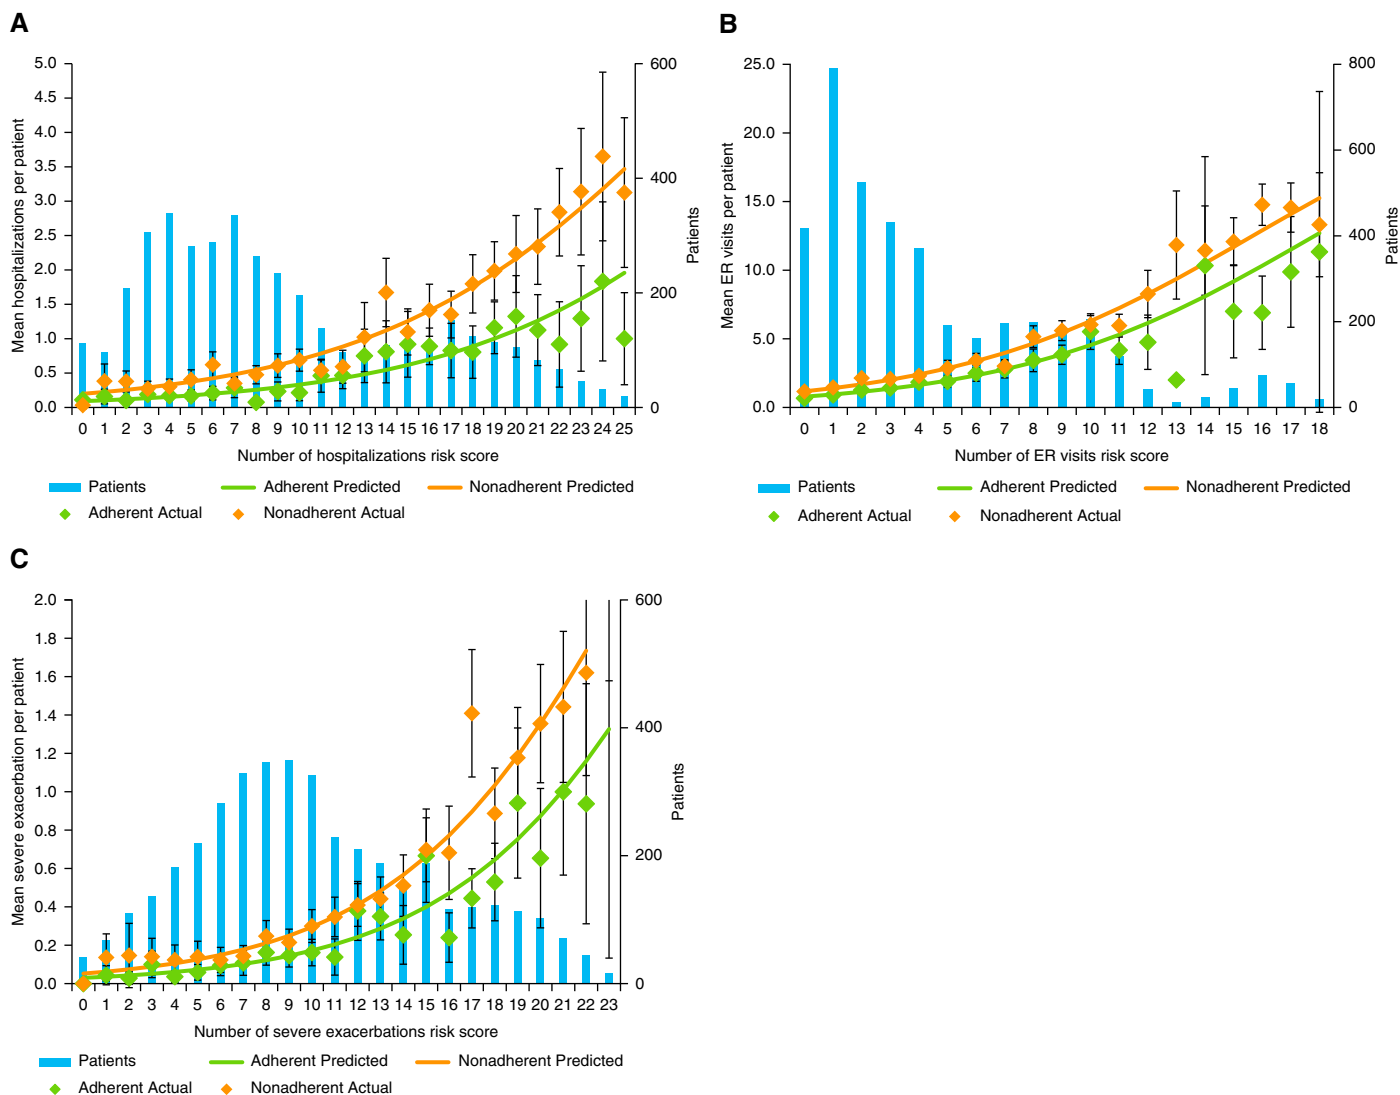 A
5.0
4.5
4.0
3.5
3.0
2.5
2.0
1.5
1.0
0.5
0.0
Mean hospitalizations per patient
600
400
200
0
Patients
0 1 2 3 4 5 6 7 8 9 10 11 12 13 14 15 16 17 18 19 20 21 22 23 24 25
Number of hospitalizations risk score
Patients Adherent Predicted Nonadherent Predicted
Adherent Actual Nonadherent Actual
B
25.0
20.0
15.0
10.0
5.0
0.0
Mean ER visits per patient
800
600
400
200
0
Patients
0 1 2 3 4 5 6 7 8 9 10 11 12 13 14 15 16 17 18
Number of ER visits risk score
Patients Adherent Predicted Nonadherent Predicted
Adherent Actual Nonadherent Actual
C
2.0
1.8
1.6
1.4
1.2
1.0
0.8
0.6
0.4
0.2
0.0
Mean severe exacerbation per patient
600
400
200
0
Patients
0 1 2 3 4 5 6 7 8 9 10 11 12 13 14 15 16 17 18 19 20 21 22 23
Number of severe exacerbations risk score
Patients Adherent Predicted Nonadherent Predicted
Adherent Actual Nonadherent Actual